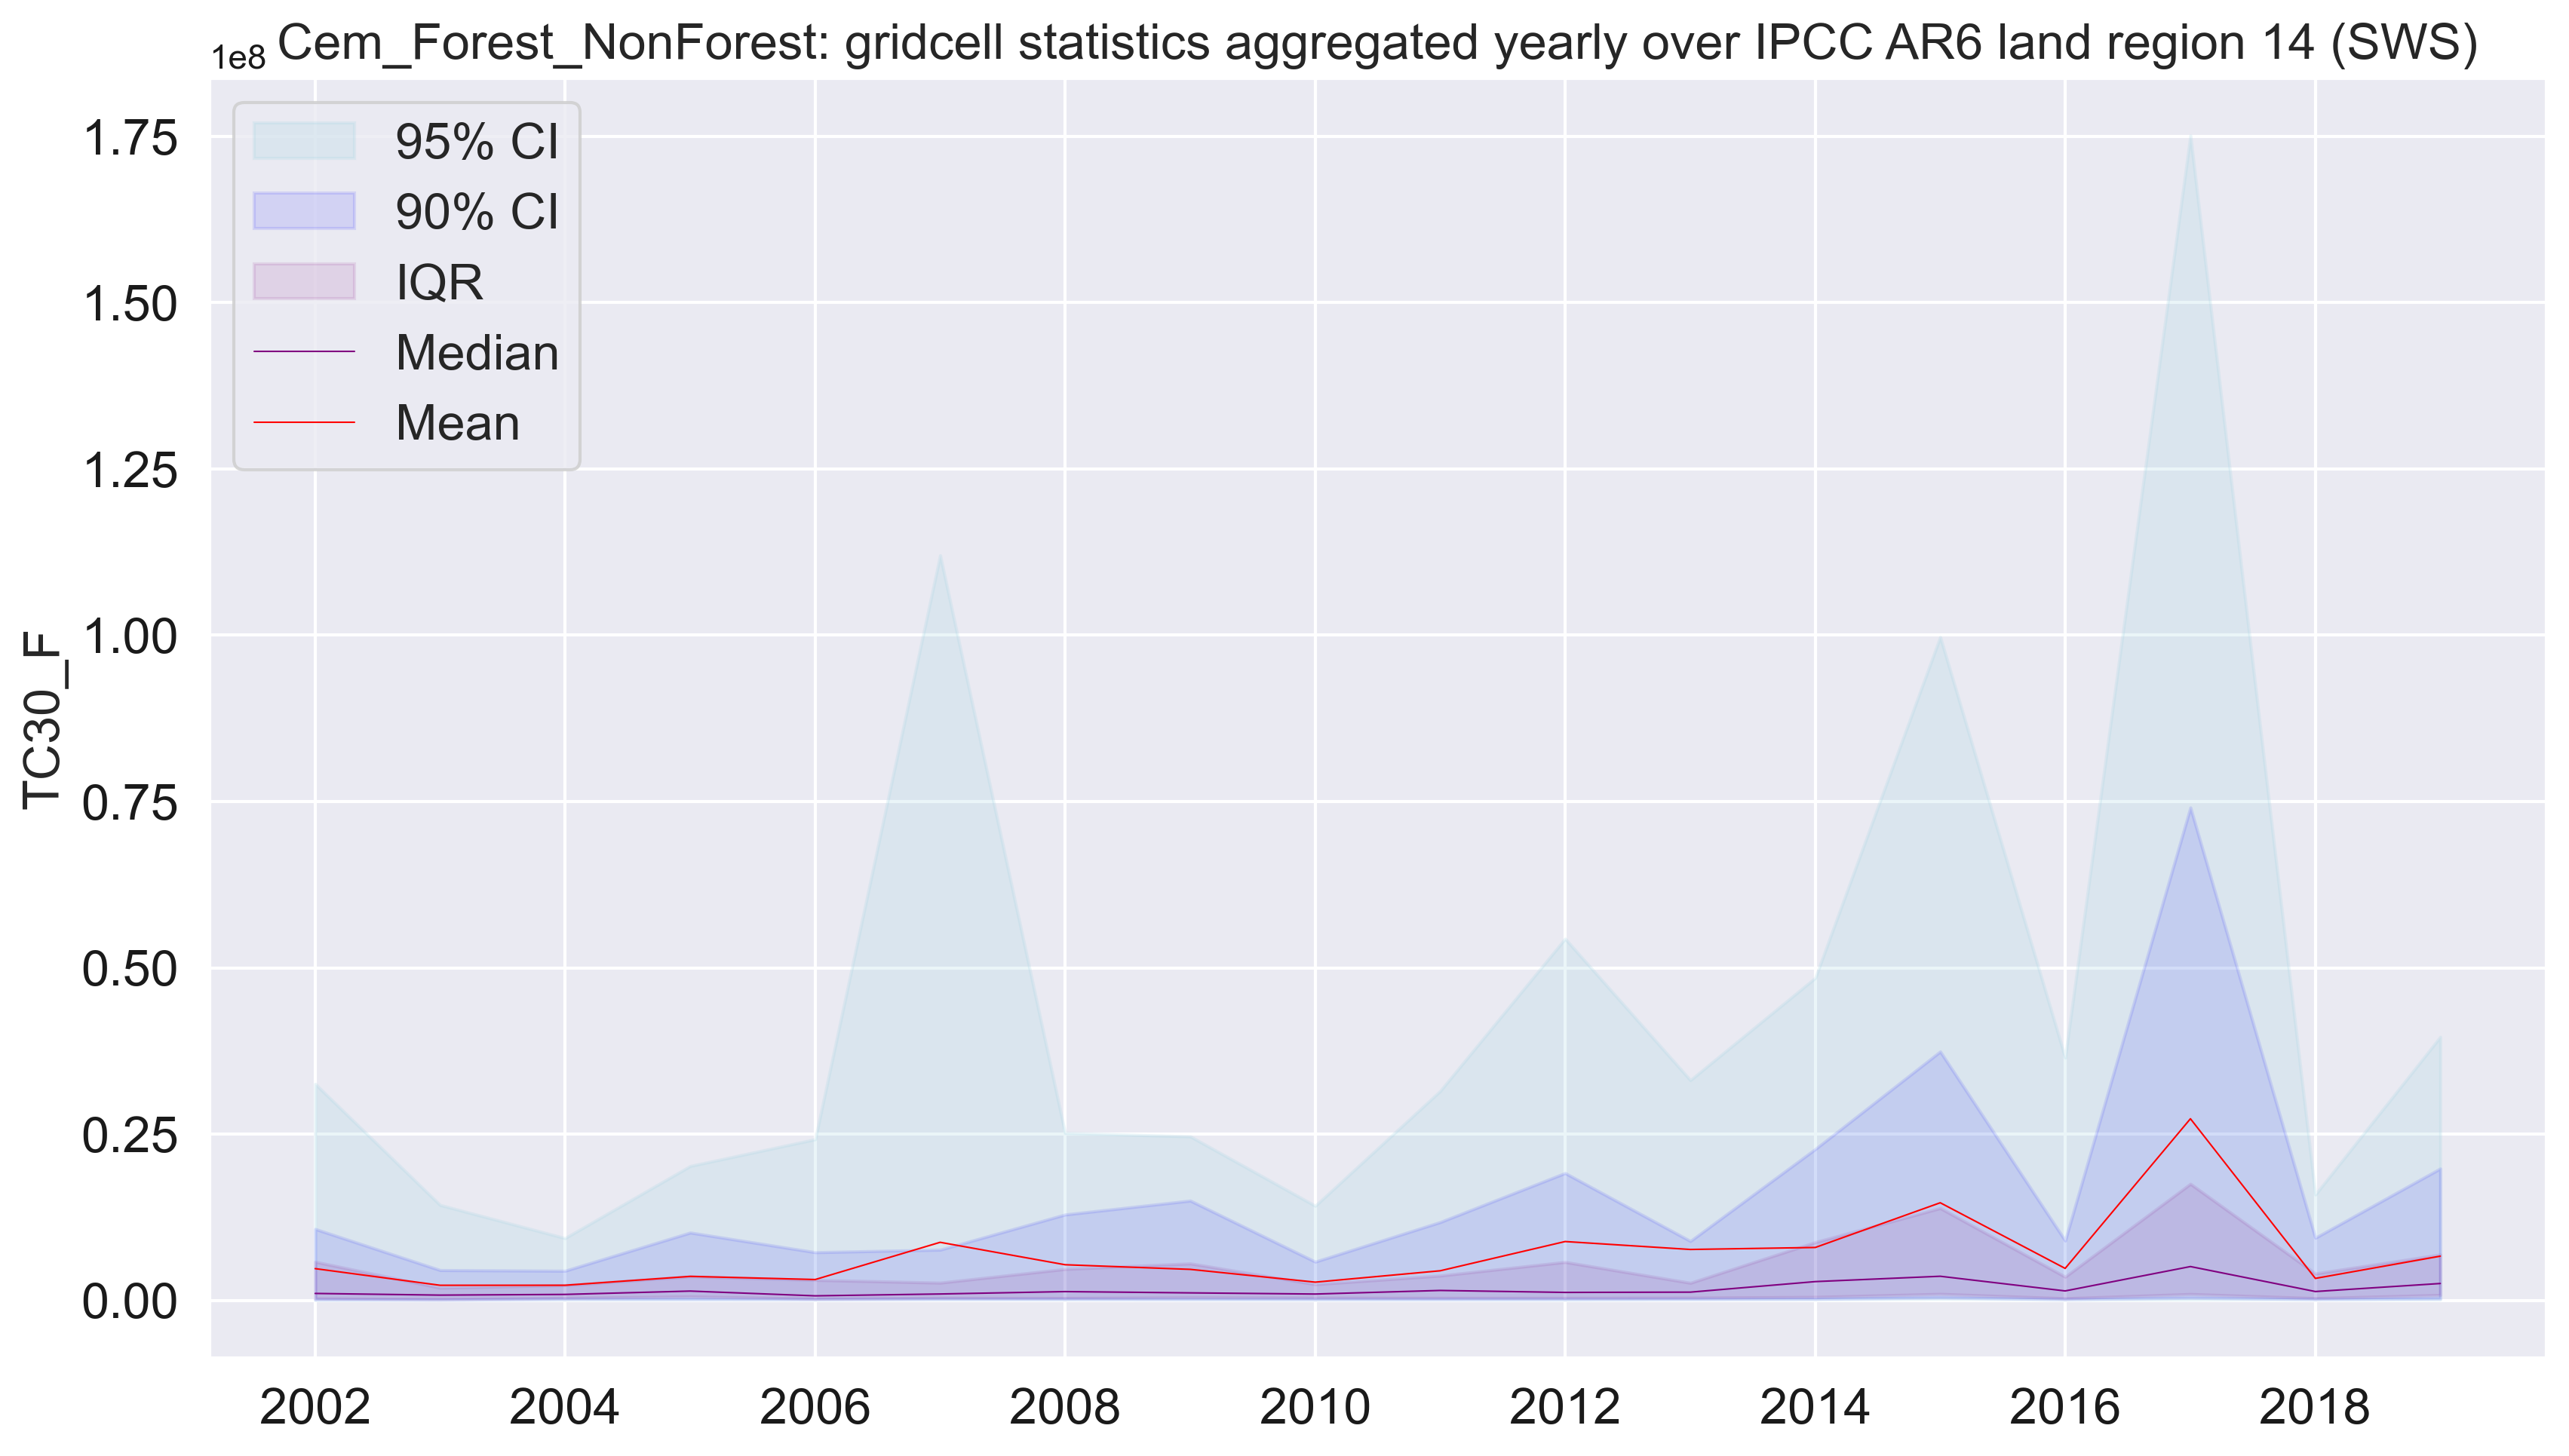 Cem_Forest_NonForest: gridcell statistics aggregated yearly over IPCC AR6 land region 14 (SWS)
1e8
1.75
1.50
1.25
1.00
0.75
0.50
0.25
0.00
TC30_F
95% CI
90% CI
IQR
Median
Mean
2002 2004 2006 2008 2010 2012 2014 2016 2018